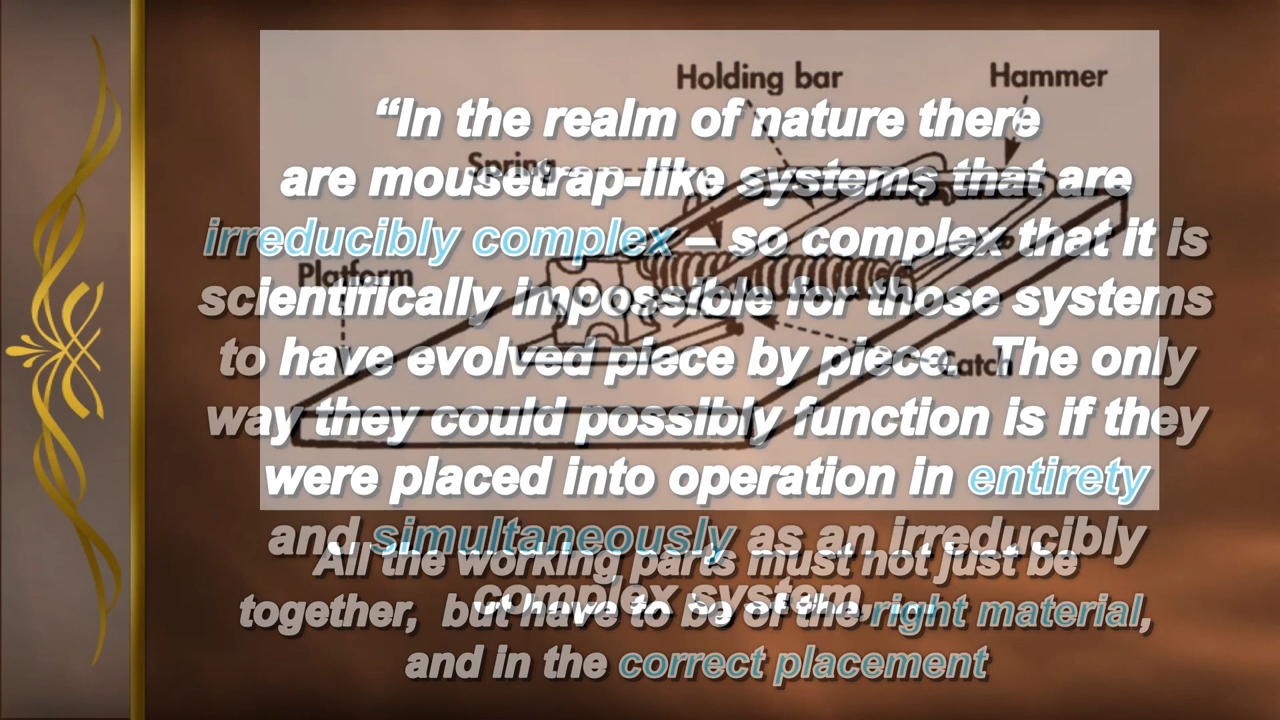 Holding bar
Hammer
“In the realm of nature there
Spring
are mousetrap-like systems that are
irreducibly complex – so complex that it is
Platform
scientifically impossible for those systems
to have evolved piece by piece. The only
Catch
way they could possibly function is if they
were placed into operation in entirety
and simultaneously as an irreducibly
All the working parts must not just be
complex system.
together, but have to be of the right material,
and in the correct placement